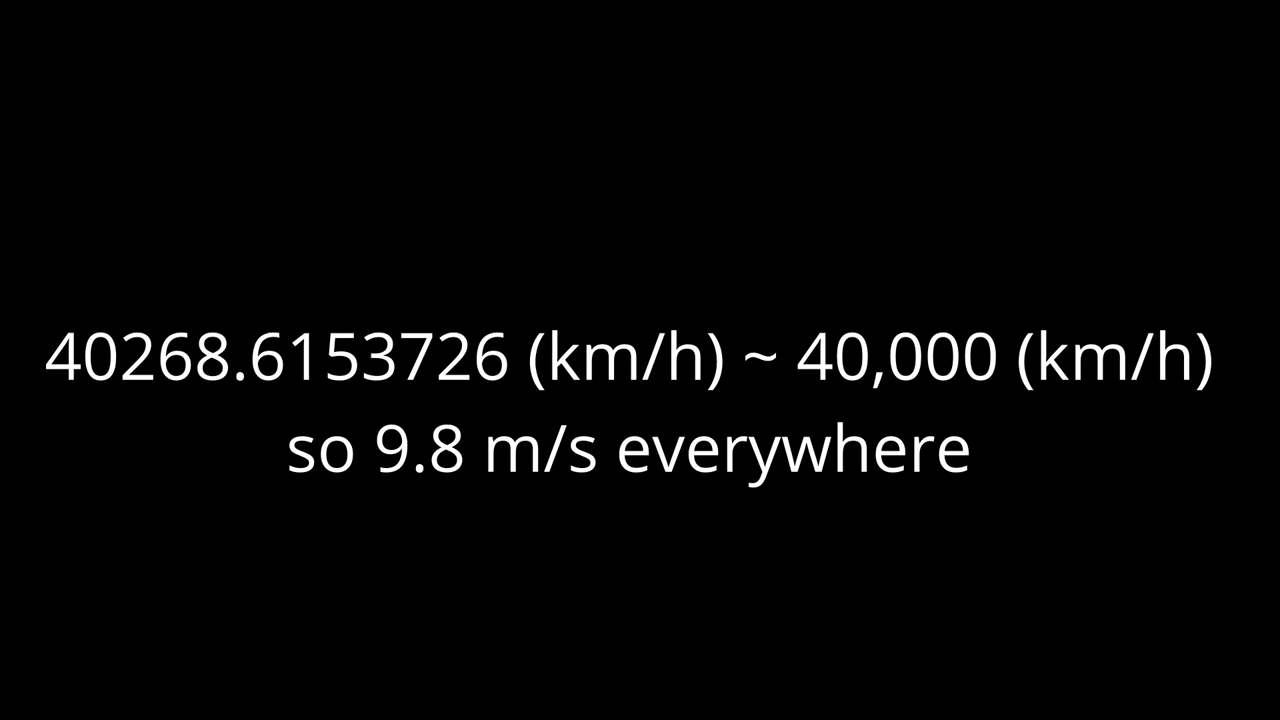 40268.6153726 (km/h) ~ 40,000 (km/h)
so 9.8 m/s everywhere